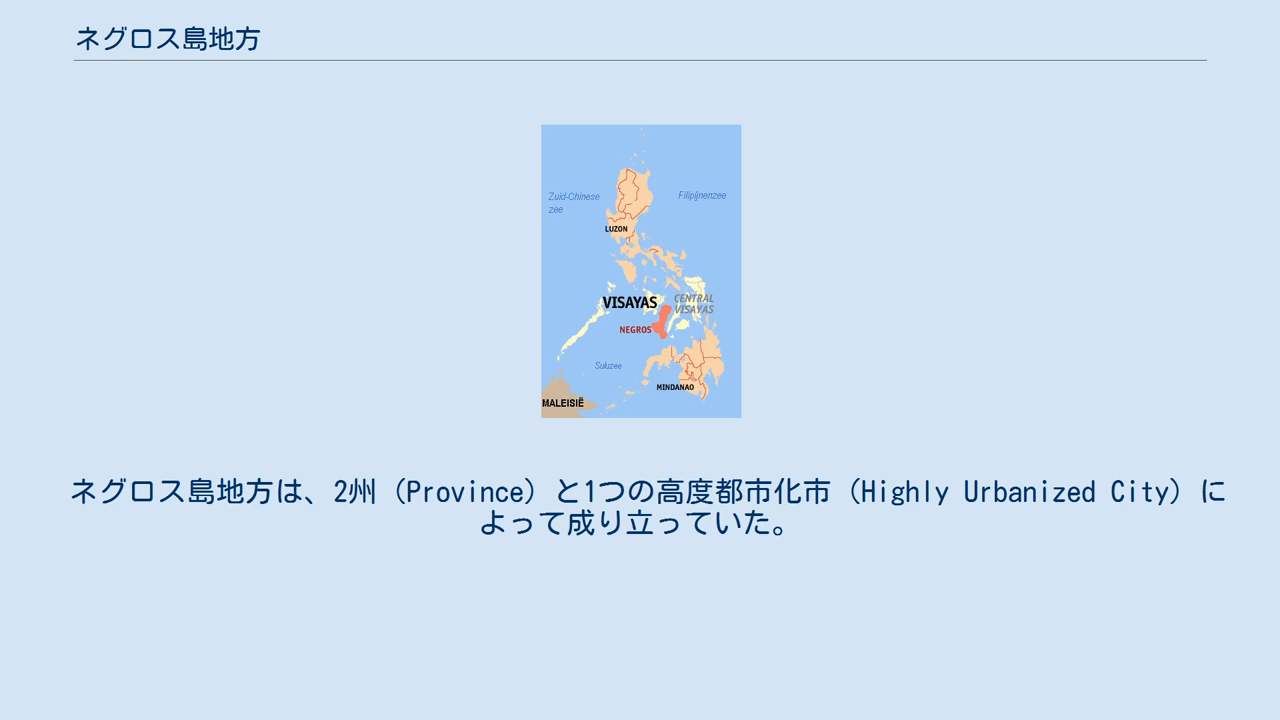 ネグロス島地方
Zuid-Chinese
zee
Filipijnenzee
LUZON
VISAYAS
CENTRAL
VISAYAS
NEGROS
Suluzee
MINDANAO
MALEISIË
ネグロス島地方は、2州（Province）と1つの高度都市化市（Highly Urbanized City）に
よって成り立っていた。